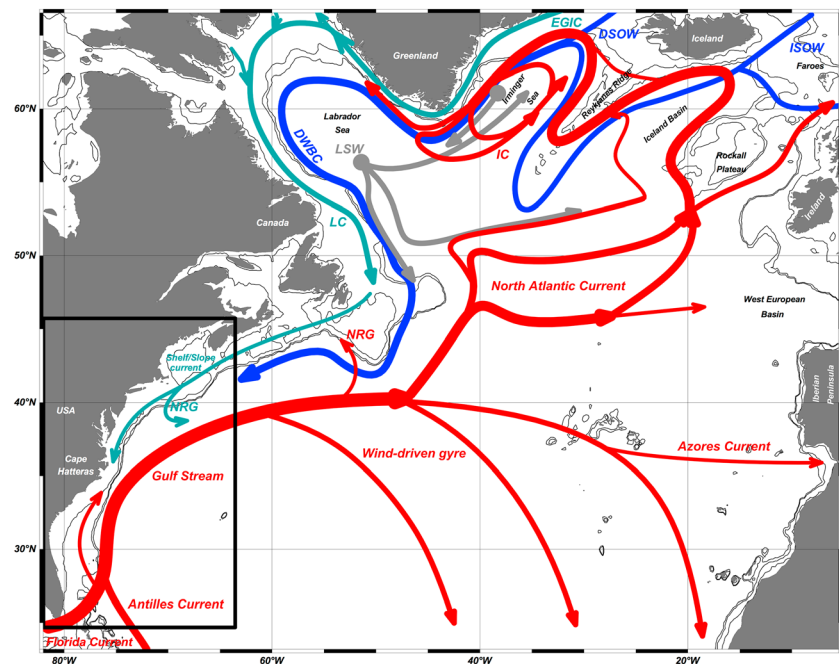 EGIC
DSOW
Iceland
ISOW
Greenland
Faroes
60°N
Irminger
Sea
Reykjanes Ridge
Iceland Basin
Labrador
Sea
DWBC
LSW
IC
Rockall
Plateau
Ireland
Canada
LC
50°N
North Atlantic Current
West European
Basin
NRG
Shelf/Slope
current
Iberian
Peninsula
40°N
NRG
USA
Cape
Hatteras
Gulf Stream
Wind-driven gyre
Azores Current
30°N
Antilles Current
Florida Current
80°W
60°W
40°W
20°W